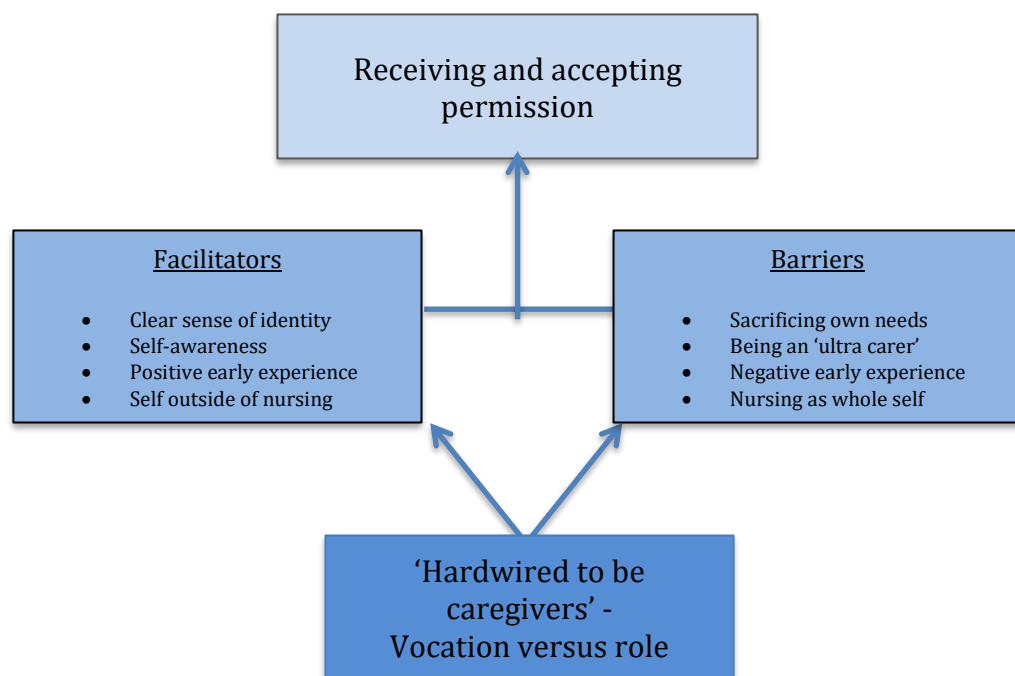 Receiving and accepting
permission
Facilitators
• Clear sense of identity
• Self-awareness
• Positive early experience
• Self outside of nursing
Barriers
• Sacrificing own needs
• Being an ‘ultra carer’
• Negative early experience
• Nursing as whole self
‘Hardwired to be
caregivers’ -
Vocation versus role